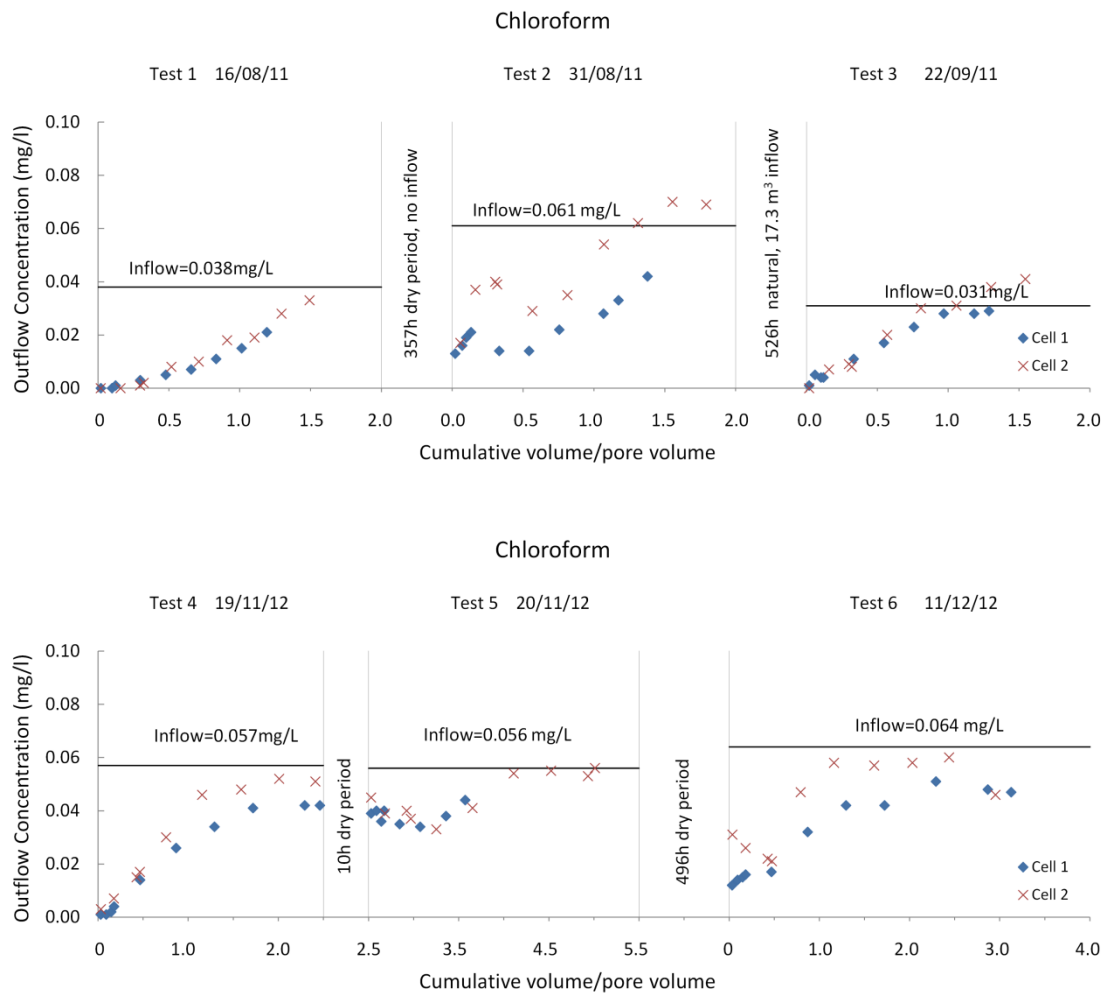 Chloroform
Test 1 16/08/11
Test 2 31/08/11
Test 3 22/09/11
Outflow Concentration (mg/l)
0.10
0.08
0.06
0.04
0.02
0.00
Inflow=0.038mg/L
357h dry period, no inflow
Inflow=0.061 mg/L
526h natural, 17.3 m³ inflow
Inflow=0.031mg/L
Cell 1
Cell 2
0 0.5 1.0 1.5 2.0
0.0 0.5 1.0 1.5 2.0
0.0 0.5 1.0 1.5 2.0
Cumulative volume/pore volume
Chloroform
Test 4 19/11/12
Test 5 20/11/12
Test 6 11/12/12
Outflow Concentration (mg/l)
0.10
0.08
0.06
0.04
0.02
0.00
Inflow=0.057mg/L
10h dry period
Inflow=0.056 mg/L
496h dry period
Inflow=0.064 mg/L
Cell 1
Cell 2
0 1.0 2.0
2.5 4.5 5.5
0 1.0 2.0 3.0 4.0
Cumulative volume/pore volume